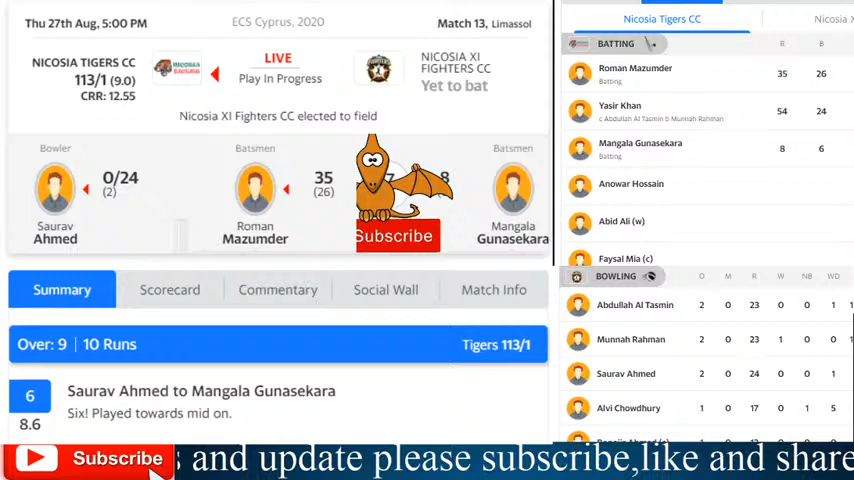 Thu 27th Aug, 5:00 PM
ECS Cyprus, 2020
Match 13, Limassol
NICOSIA TIGERS CC
113/1 (9.0)
CRR: 12.55
LIVE
Play In Progress
NICOSIA XI
FIGHTERS CC
Yet to bat
Nicosia XI Fighters CC elected to field
Bowler
0/24
(2)
Saurav
Ahmed
Batsmen
35
(26)
Roman
Mazumder
Subscribe
Batsmen
Mangala
Gunasekara
Summary
Scorecard
Commentary
Social Wall
Match Info
Over: 9 | 10 Runs
Tigers 113/1
6
8.6
Saurav Ahmed to Mangala Gunasekara
Six! Played towards mid on.
Nicosia Tigers CC
Nicosia X
BATTING R B
Roman Mazumder 35 26
Batting
Yasir Khan 54 24
c Abdullah Al Tasmin b Munnah Rahman
Mangala Gunasekara 8 6
Batting
Anowar Hossain
Abid Ali (w)
Faysal Mia (c)
BOWLING O M R W NB WD
Abdullah Al Tasmin 2 0 23 0 0 1
Munnah Rahman 2 0 23 1 0 0
Saurav Ahmed 2 0 24 0 0 1
Alvi Chowdhury 1 0 17 0 1 5
Subscribe
s and update please subscribe,like and share